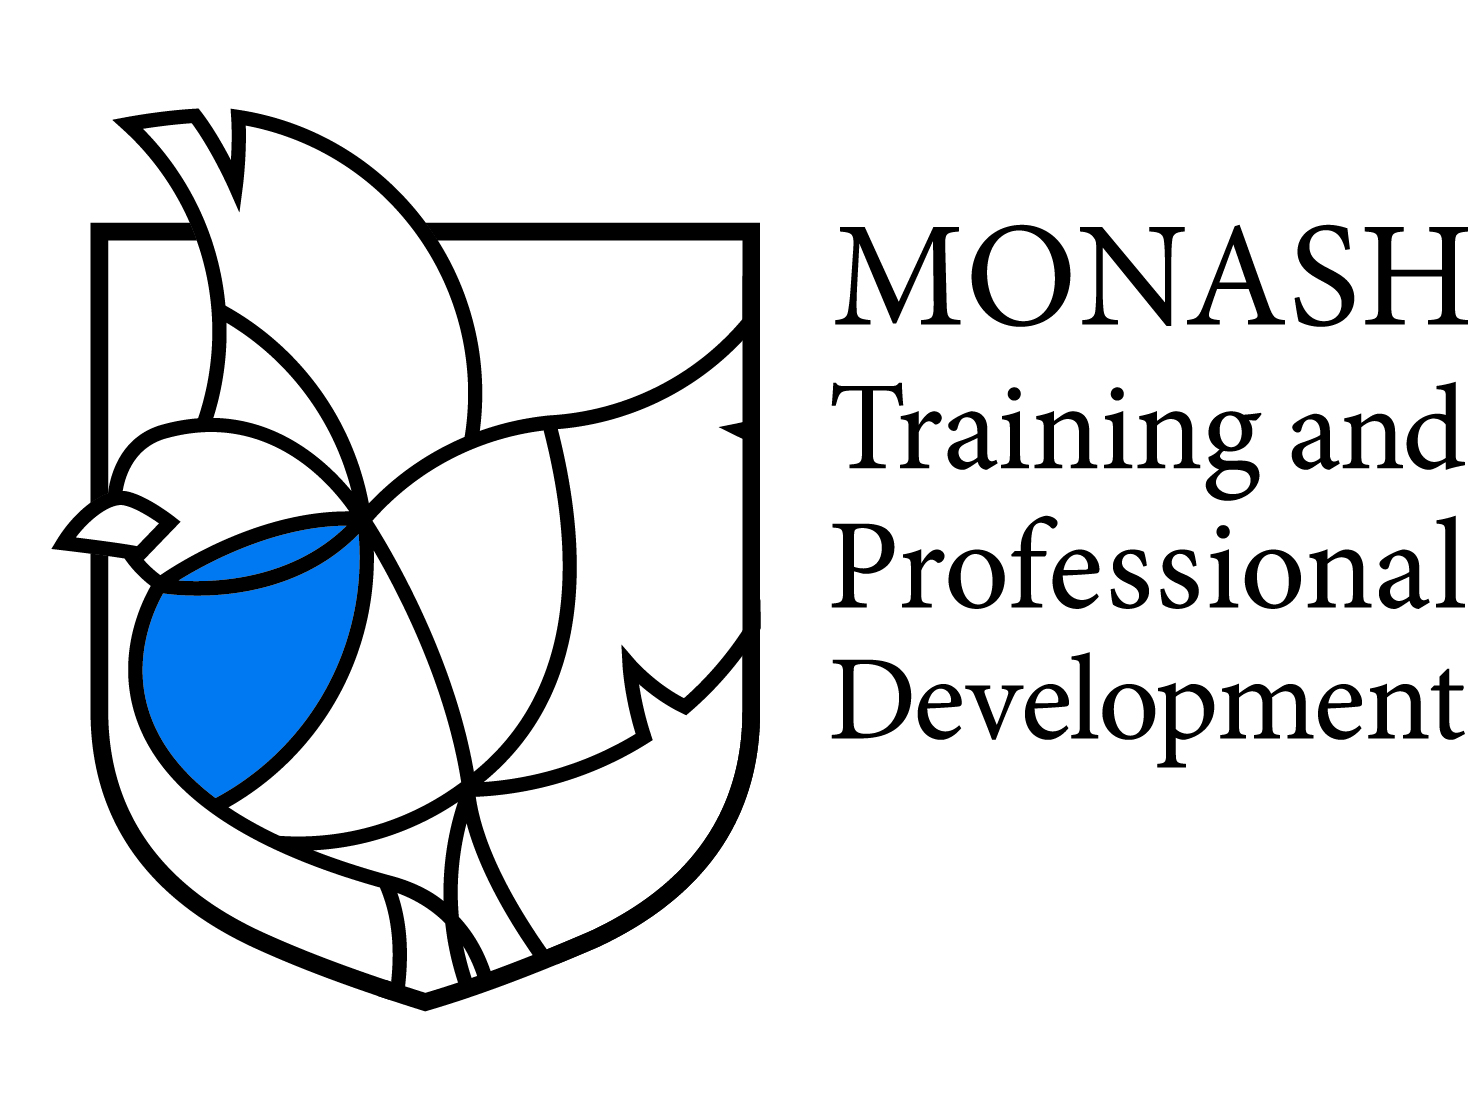 MONASH
Training and
Professional
Development